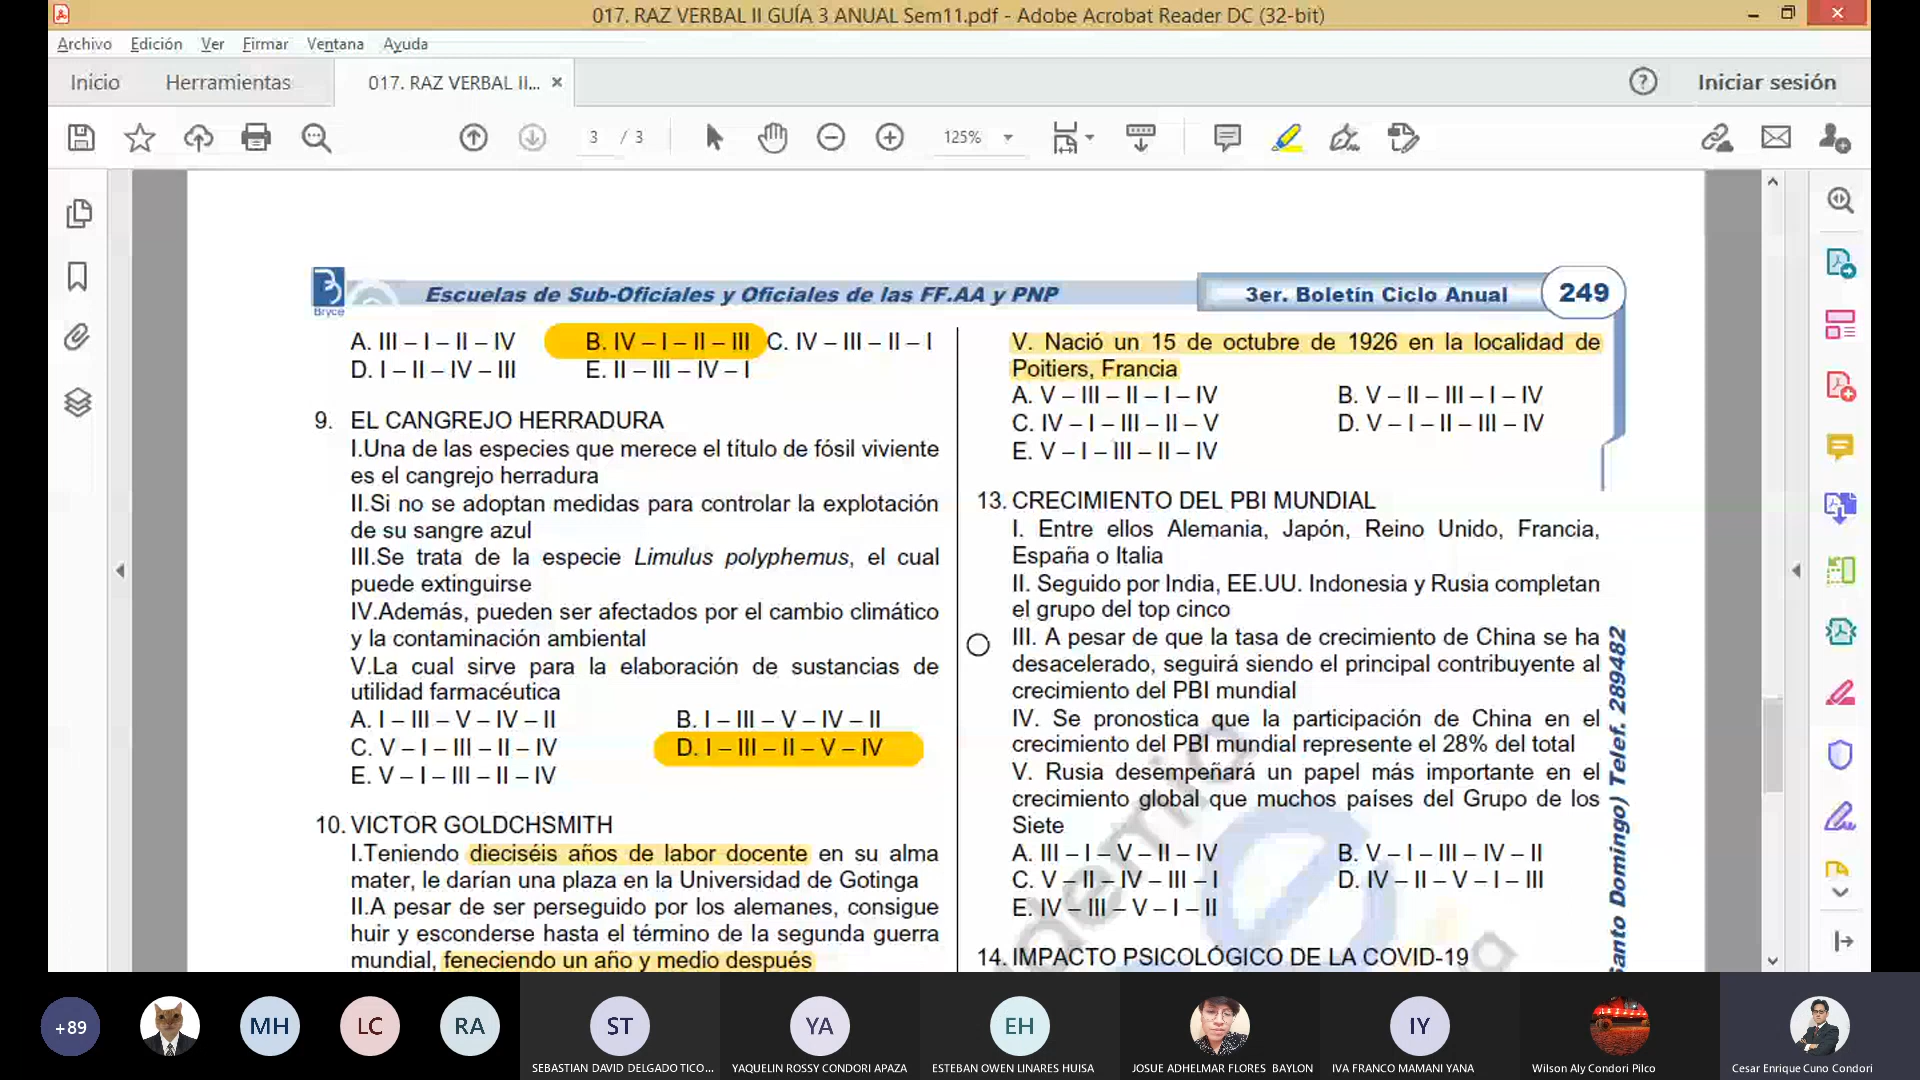 017. RAZ VERBAL II GUÍA 3 ANUAL Sem11.pdf - Adobe Acrobat Reader DC (32-bit)
Archivo Edición Ver Firmar Ventana Ayuda
Inicio Herramientas 017. RAZ VERBAL II... × ? Iniciar sesión
3 / 3 125%
Bryce
Escuelas de Sub-Oficiales y Oficiales de las FF.AA y PNP
3er. Boletín Ciclo Anual 249
A. III – I – II – IV B. IV – I – II – III C. IV – III – II – I
D. I – II – IV – III E. II – III – IV – I
9. EL CANGREJO HERRADURA
I.Una de las especies que merece el título de fósil viviente
es el cangrejo herradura
II.Si no se adoptan medidas para controlar la explotación
de su sangre azul
III.Se trata de la especie Limulus polyphemus, el cual
puede extinguirse
IV.Además, pueden ser afectados por el cambio climático
y la contaminación ambiental
V.La cual sirve para la elaboración de sustancias de
utilidad farmacéutica
A. I – III – V – IV – II B. I – III – V – IV – II
C. V – I – III – II – IV D. I – III – II – V – IV
E. V – I – III – II – IV
10. VICTOR GOLDCHSMITH
I.Teniendo dieciséis años de labor docente en su alma
mater, le darían una plaza en la Universidad de Gotinga
II.A pesar de ser perseguido por los alemanes, consigue
huir y esconderse hasta el término de la segunda guerra
mundial, feneciendo un año y medio después
V. Nació un 15 de octubre de 1926 en la localidad de
Poitiers, Francia
A. V – III – II – I – IV B. V – II – III – I – IV
C. IV – I – III – II – V D. V – I – II – III – IV
E. V – I – III – II – IV
13. CRECIMIENTO DEL PBI MUNDIAL
I. Entre ellos Alemania, Japón, Reino Unido, Francia,
España o Italia
II. Seguido por India, EE.UU. Indonesia y Rusia completan
el grupo del top cinco
III. A pesar de que la tasa de crecimiento de China se ha
desacelerado, seguirá siendo el principal contribuyente al
crecimiento del PBI mundial
IV. Se pronostica que la participación de China en el
crecimiento del PBI mundial represente el 28% del total
V. Rusia desempeñará un papel más importante en el
crecimiento global que muchos países del Grupo de los
Siete
A. III – I – V – II – IV B. V – I – III – IV – II
C. V – II – IV – III – I D. IV – II – V – I – III
E. IV – III – V – I – II
14. IMPACTO PSICOLÓGICO DE LA COVID-19
Santo Domingo) Telef. 289482
+89 MH LC RA ST YA EH IY
SEBASTIAN DAVID DELGADO TICO... YAQUELIN ROSSY CONDORI APAZA ESTEBAN OWEN LINARES HUISA JOSUE ADHELMAR FLORES BAYLON IVA FRANCO MAMANI YANA Wilson Aly Condori Pilco Cesar Enrique Cuno Condori